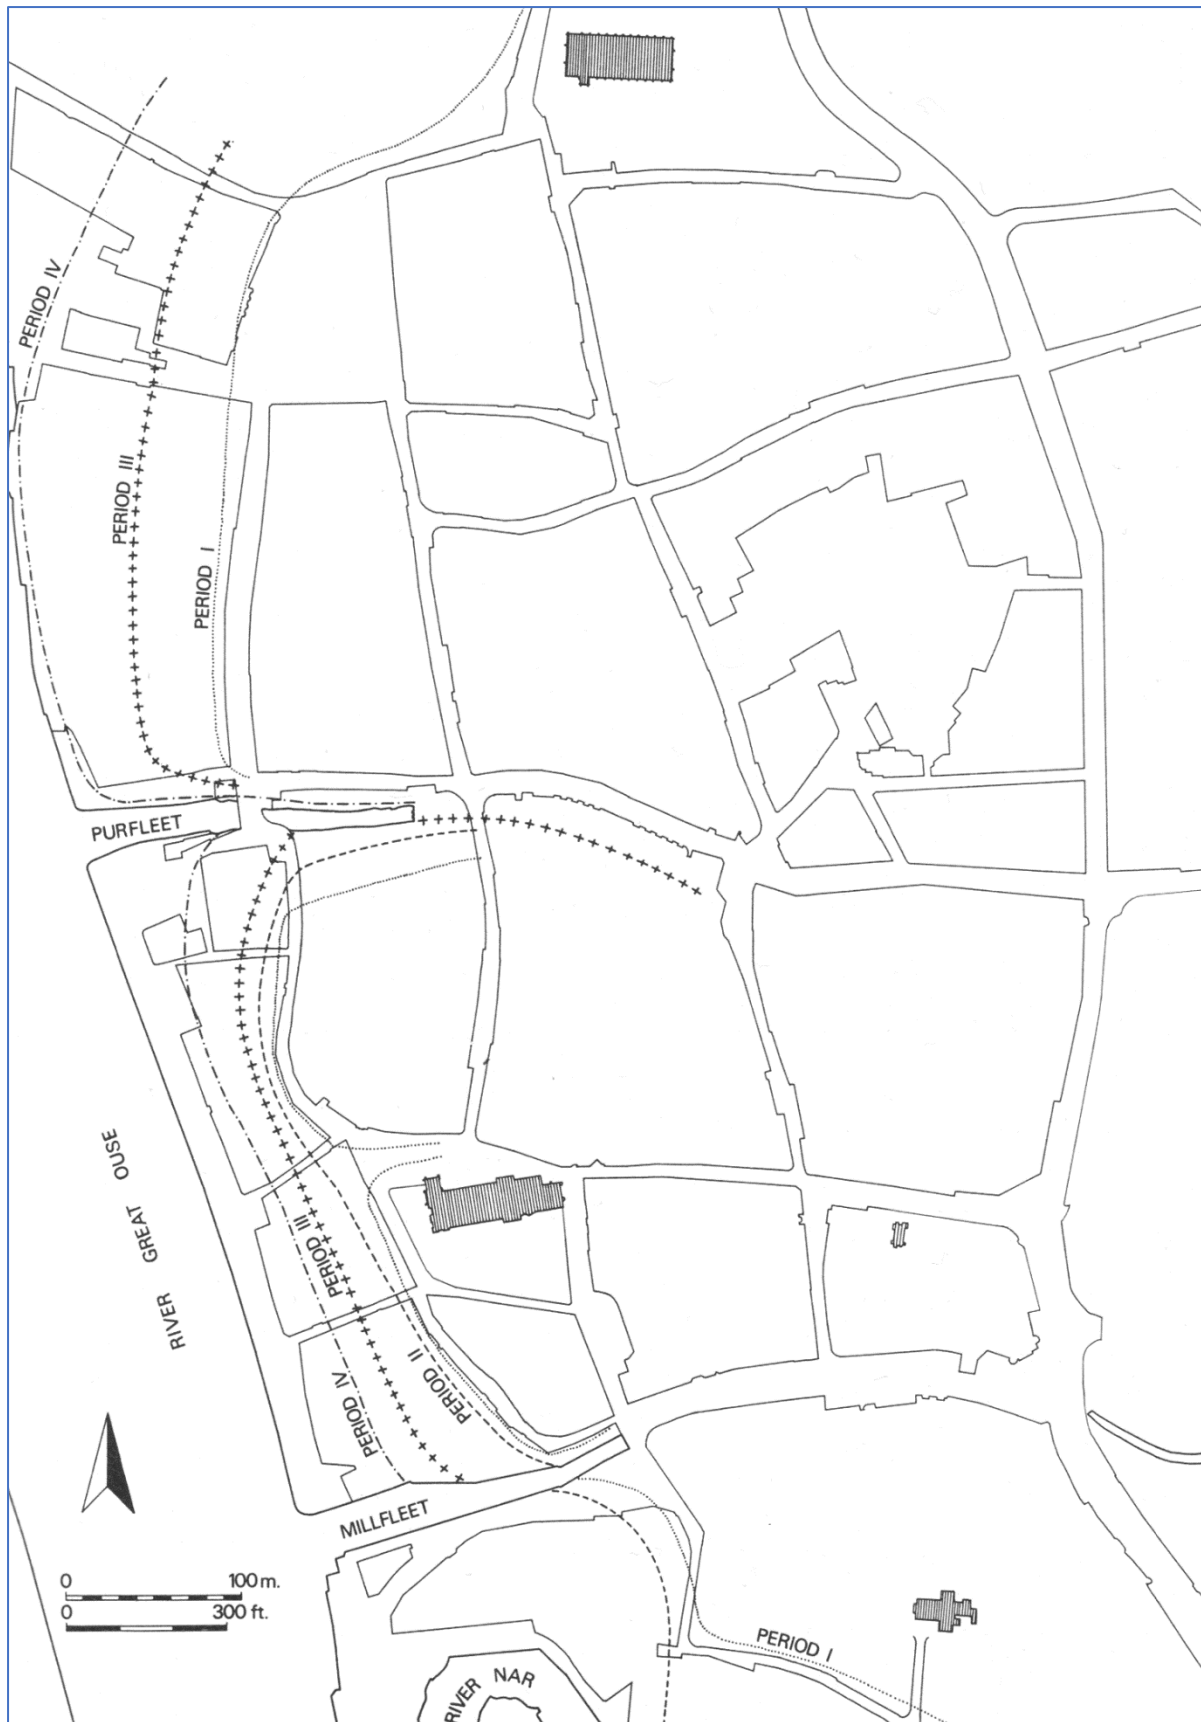 PERIOD IV
PERIOD III
PERIOD I
PURFLEET
RIVER GREAT OUSE
PERIOD III
PERIOD II
PERIOD IV
MILLFLEET
0 100 m.
0 300 ft.
PERIOD I
RIVER NAR